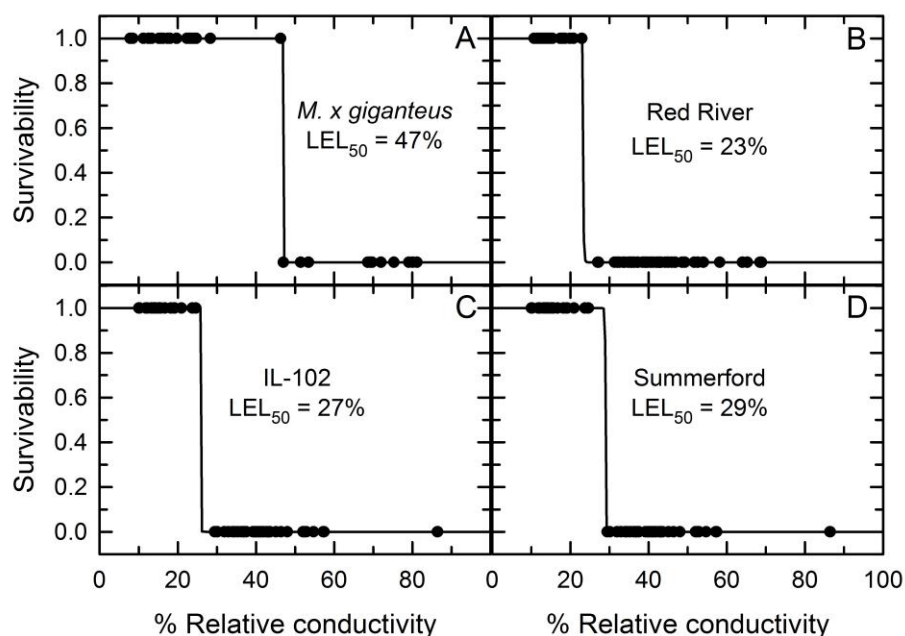 A
1.0
0.8
0.6
0.4
0.2
0.0
Survivability
M. x giganteus
LEL50 = 47%
B
Red River
LEL50 = 23%
C
1.0
0.8
0.6
0.4
0.2
0.0
Survivability
IL-102
LEL50 = 27%
0 20 40 60 80
% Relative conductivity
D
Summerford
LEL50 = 29%
0 20 40 60 80 100
% Relative conductivity